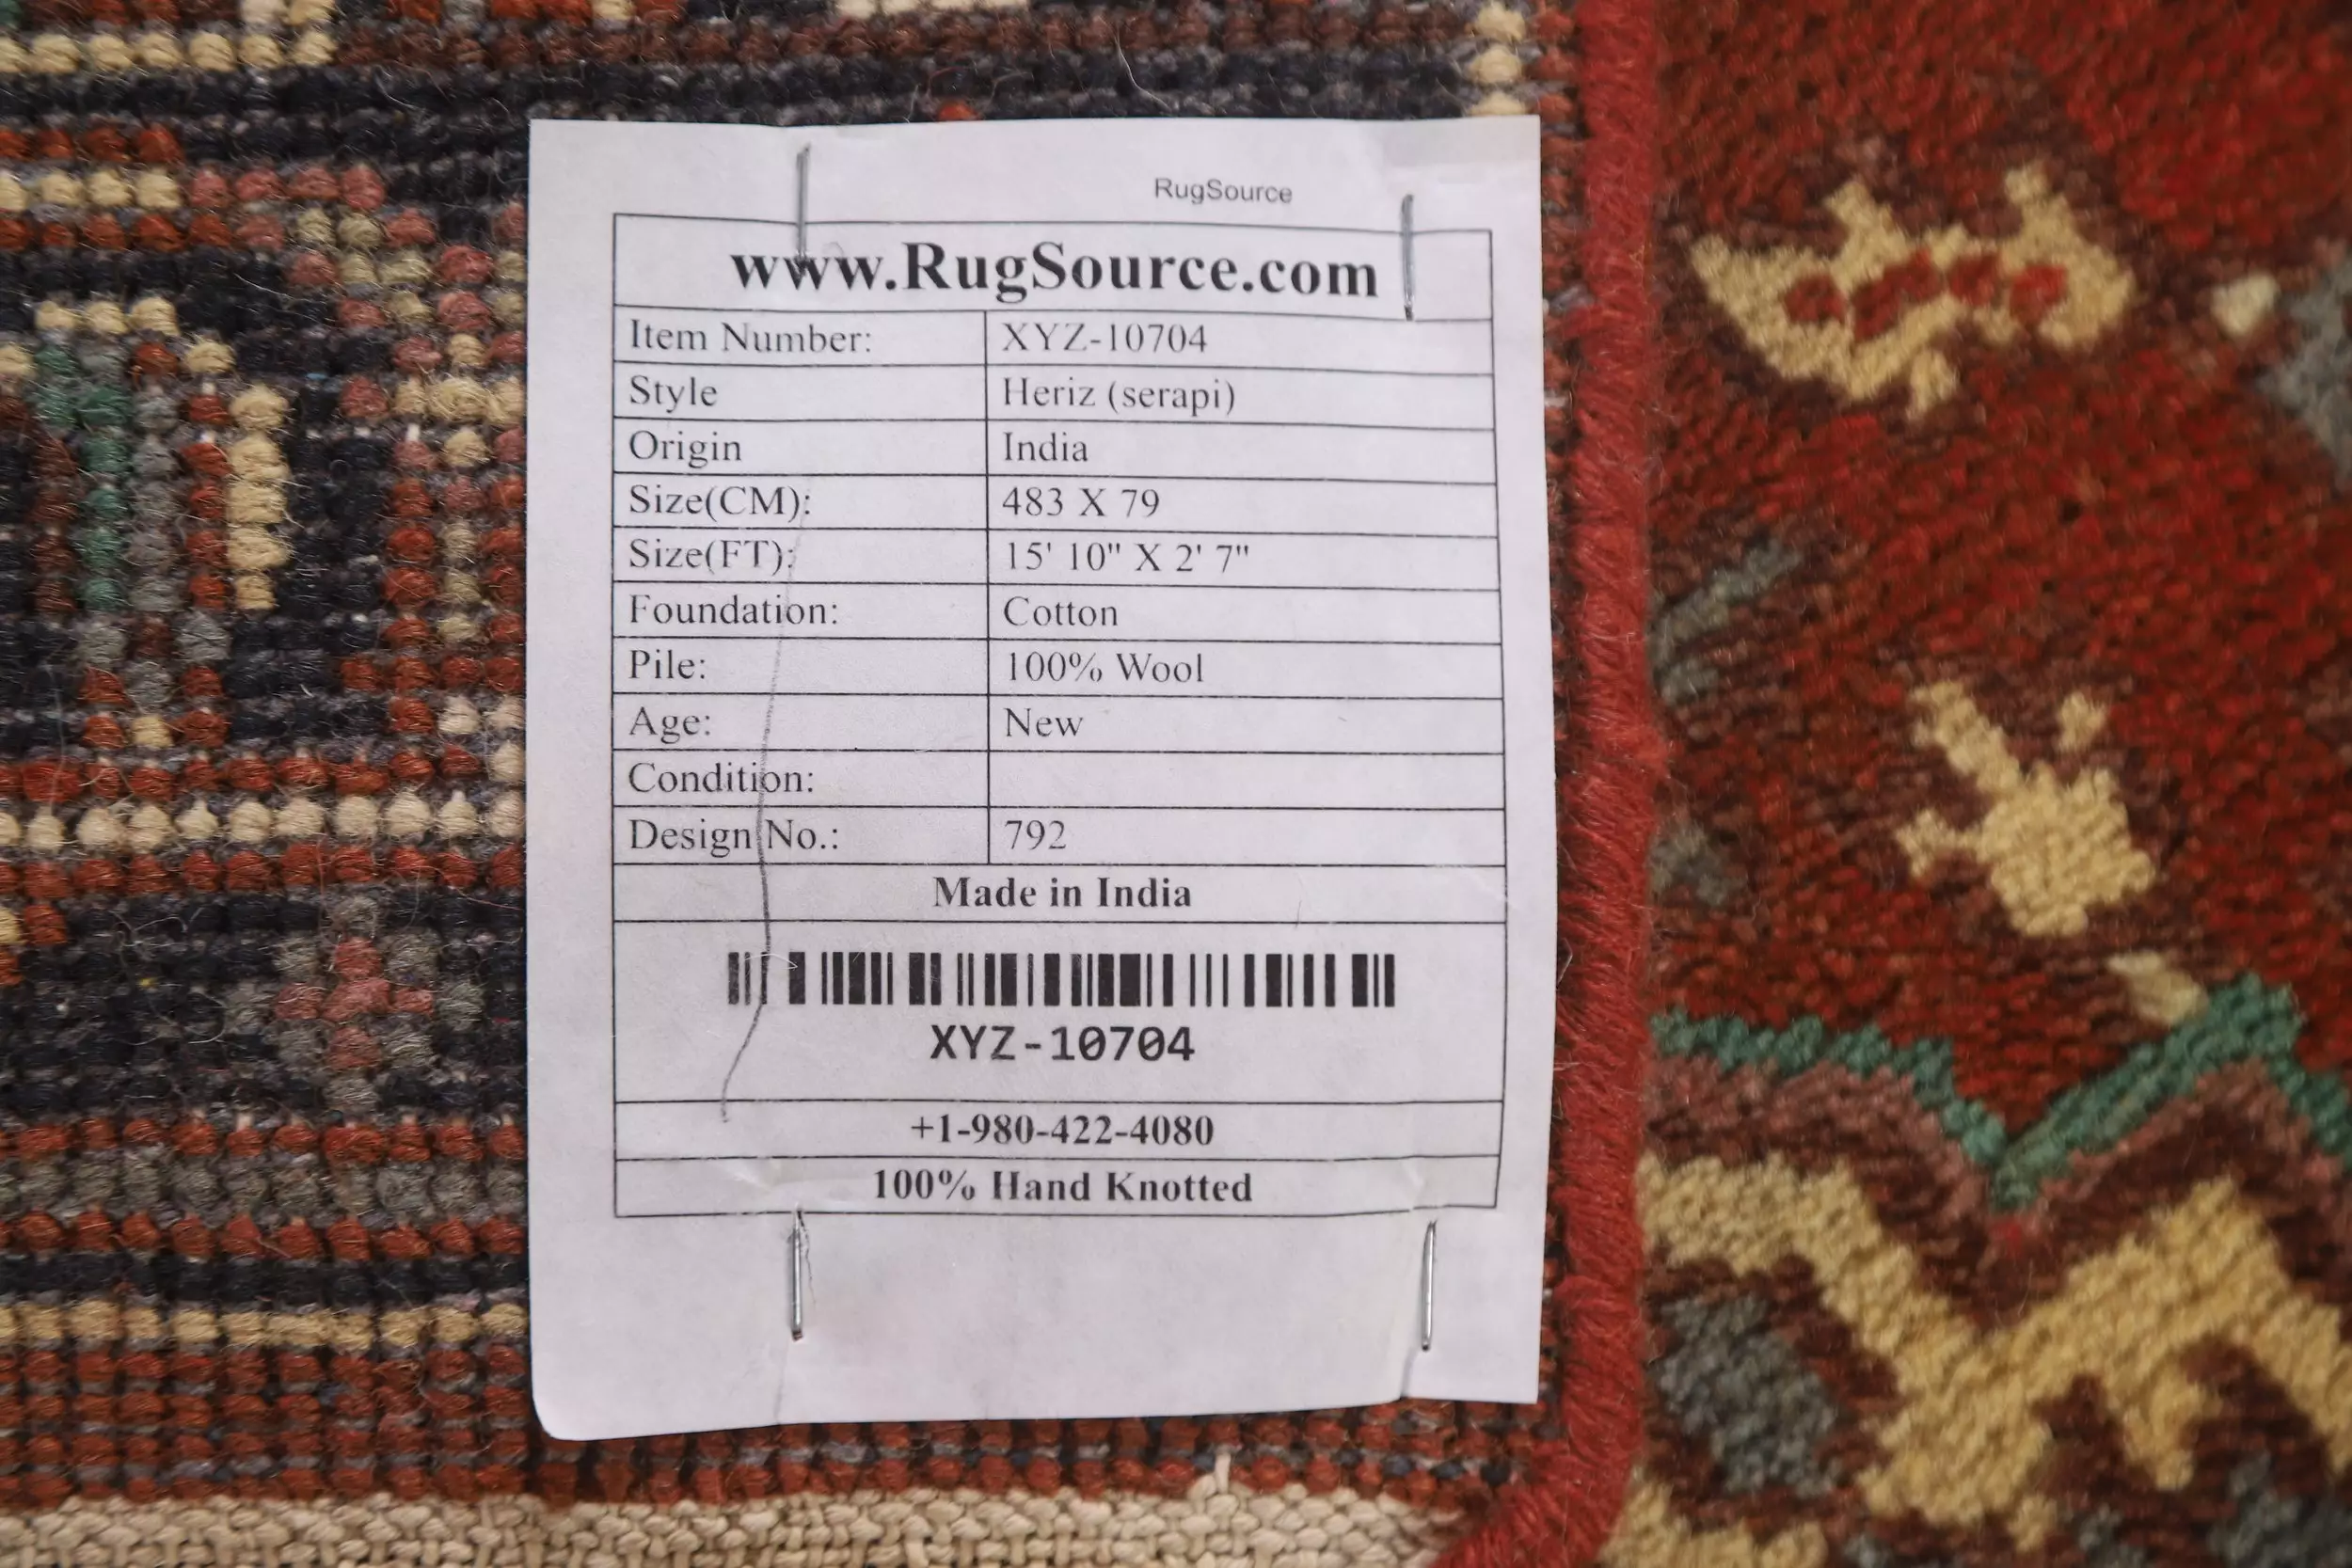 RugSource
www.RugSource.com
Item Number: XYZ-10704
Style Heriz (serapi)
Origin India
Size(CM): 483 X 79
Size(FT): 15' 10" X 2' 7"
Foundation: Cotton
Pile: 100% Wool
Age: New
Condition:
Design No.: 792
Made in India
XYZ-10704
+1-980-422-4080
100% Hand Knotted